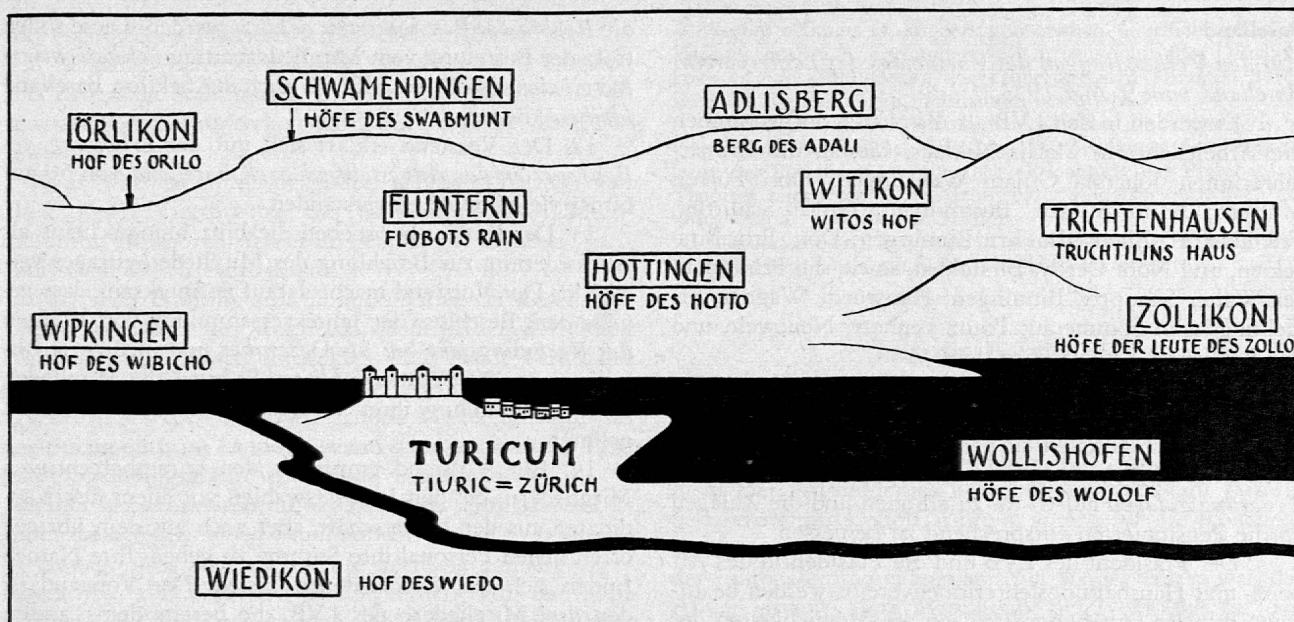 SCHWAMENDINGEN
HÖFE DES SWABMUNT
ADLISBERG
BERG DES ADALI
ÖRLIKON
HOF DES ORILO
FLUNTERN
FLOBOTS RAIN
WITIKON
WITOS HOF
TRICHTENHAUSEN
TRUCHTILINS HAUS
HOTTINGEN
HÖFE DES HOTTO
WIPKINGEN
HOF DES WIBICHO
ZOLLIKON
HÖFE DER LEUTE DES ZOLLO
TURICUM
TIURIC = ZÜRICH
WOLLISHOFEN
HÖFE DES WOLOLF
WIEDIKON HOF DES WIEDO